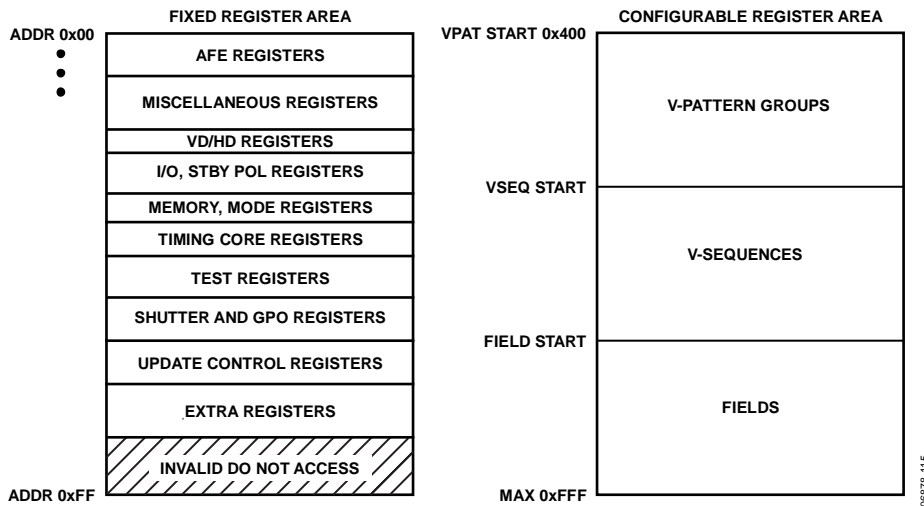 FIXED REGISTER AREA
ADDR 0x00
AFE REGISTERS
MISCELLANEOUS REGISTERS
VD/HD REGISTERS
I/O, STBY POL REGISTERS
MEMORY, MODE REGISTERS
TIMING CORE REGISTERS
TEST REGISTERS
SHUTTER AND GPO REGISTERS
UPDATE CONTROL REGISTERS
EXTRA REGISTERS
INVALID DO NOT ACCESS
ADDR 0xFF
CONFIGURABLE REGISTER AREA
VPAT START 0x400
V-PATTERN GROUPS
VSEQ START
V-SEQUENCES
FIELD START
FIELDS
MAX 0xFFF
06878-115